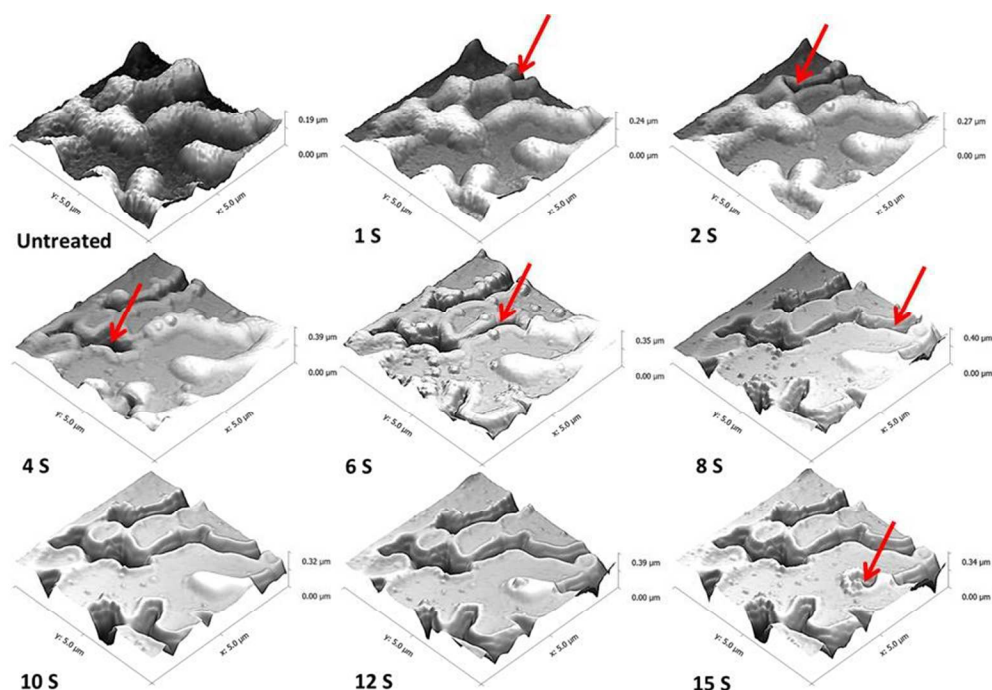 0.19 µm
0.00 µm
y: 5.0 µm
x: 5.0 µm
Untreated
0.24 µm
0.00 µm
y: 5.0 µm
x: 5.0 µm
1 S
0.27 µm
0.00 µm
y: 5.0 µm
x: 5.0 µm
2 S
0.39 µm
0.00 µm
y: 5.0 µm
x: 5.0 µm
4 S
0.35 µm
0.00 µm
y: 5.0 µm
x: 5.0 µm
6 S
0.40 µm
0.00 µm
y: 5.0 µm
x: 5.0 µm
8 S
0.32 µm
0.00 µm
y: 5.0 µm
x: 5.0 µm
10 S
0.39 µm
0.00 µm
y: 5.0 µm
x: 5.0 µm
12 S
0.34 µm
0.00 µm
y: 5.0 µm
x: 5.0 µm
15 S